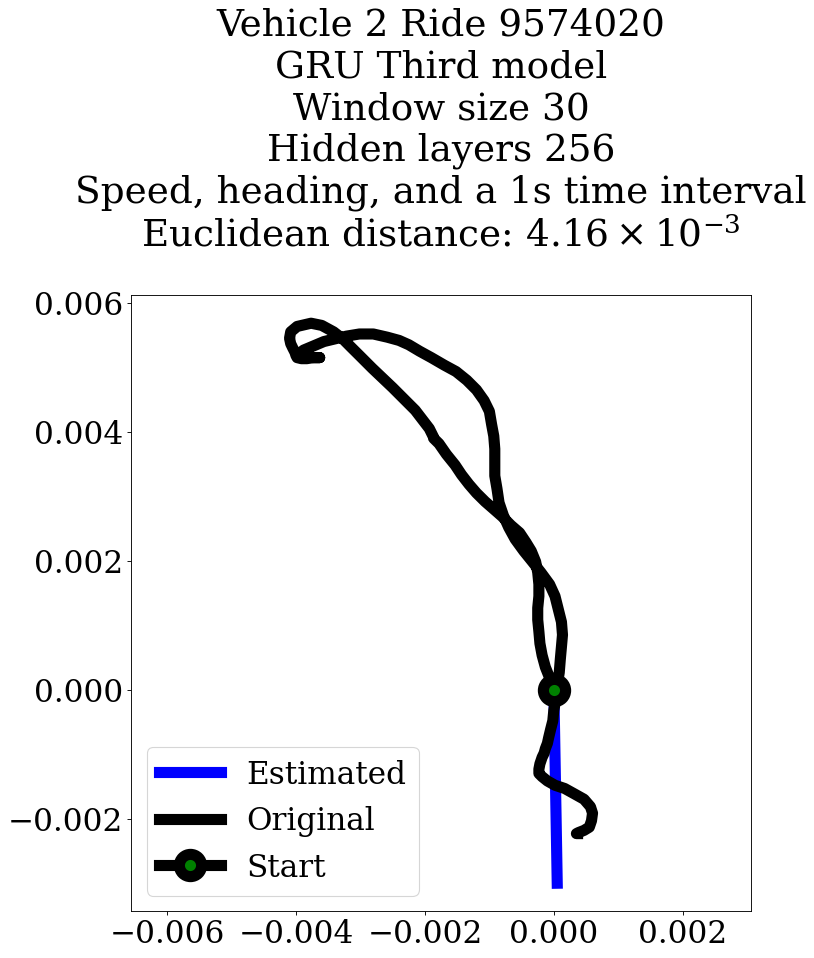 Vehicle 2 Ride 9574020
GRU Third model
Window size 30
Hidden layers 256
Speed, heading, and a 1s time interval
Euclidean distance: 4.16 × 10⁻³
0.006
0.004
0.002
0.000
−0.002
Estimated
Original
Start
−0.006 −0.004 −0.002 0.000 0.002